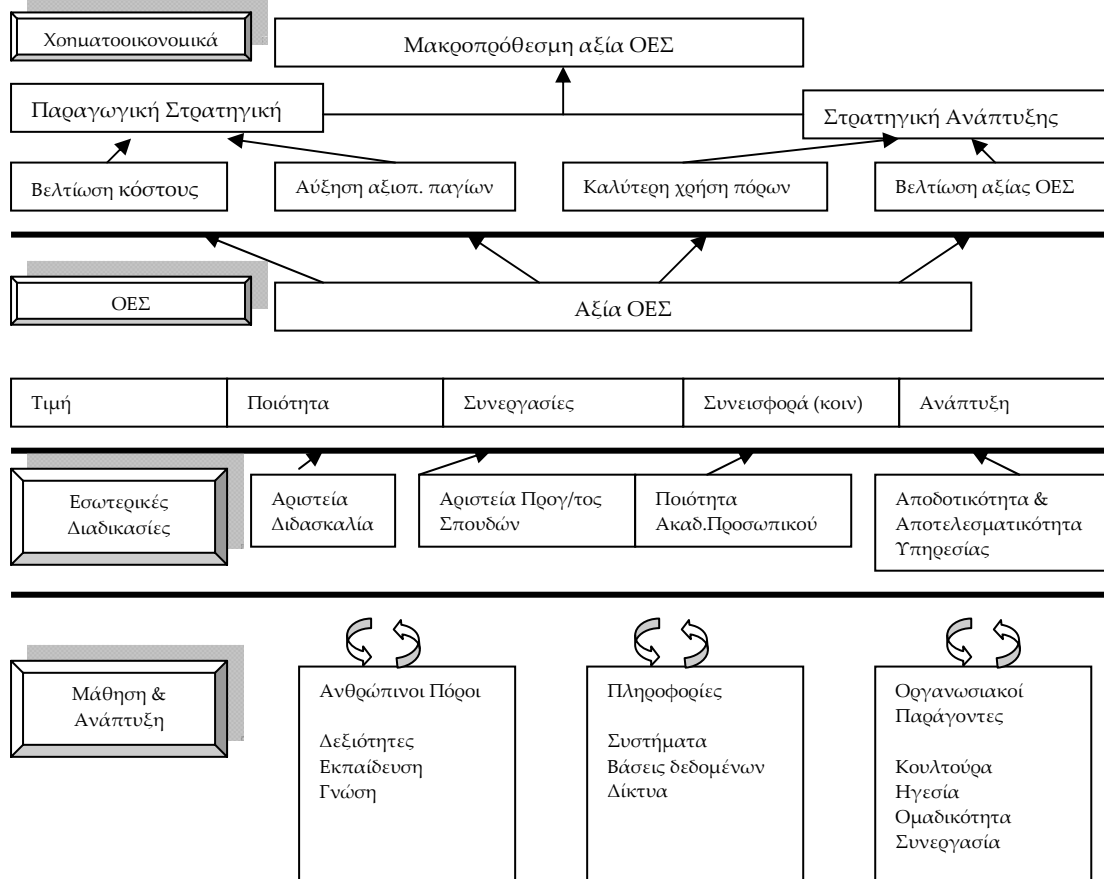 Χρηματοοικονομικά
Μακροπρόθεσμη αξία ΟΕΣ
Παραγωγική Στρατηγική
Στρατηγική Ανάπτυξης
Βελτίωση κόστους
Αύξηση αξιοπ. παγίων
Καλύτερη χρήση πόρων
Βελτίωση αξίας ΟΕΣ
ΟΕΣ
Αξία ΟΕΣ
Τιμή
Ποιότητα
Συνεργασίες
Συνεισφορά (κοιν)
Ανάπτυξη
Εσωτερικές
Διαδικασίες
Αριστεία
Διδασκαλία
Αριστεία Προγ/τος
Σπουδών
Ποιότητα
Ακαδ.Προσωπικού
Αποδοτικότητα &
Αποτελεσματικότητα
Υπηρεσίας
Μάθηση &
Ανάπτυξη
Ανθρώπινοι Πόροι
Δεξιότητες
Εκπαίδευση
Γνώση
Πληροφορίες
Συστήματα
Βάσεις δεδομένων
Δίκτυα
Οργανωσιακοί
Παράγοντες
Κουλτούρα
Ηγεσία
Ομαδικότητα
Συνεργασία